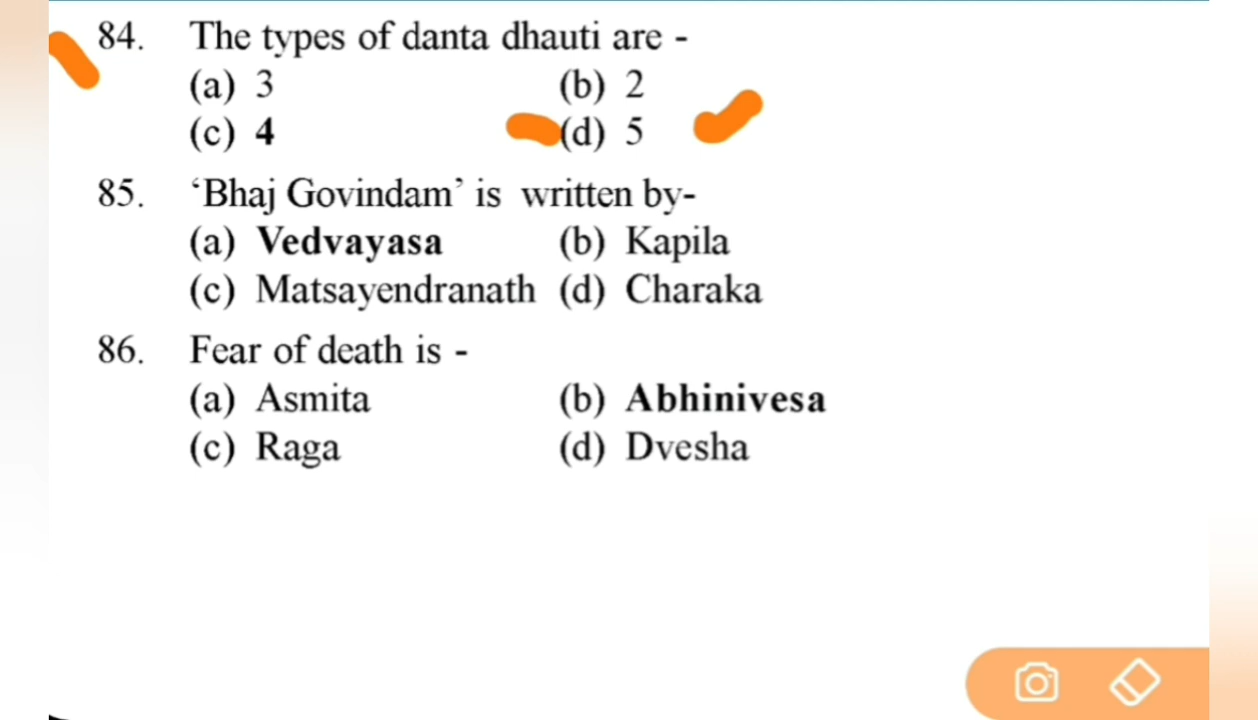 84. The types of danta dhauti are -
(a) 3 (b) 2
(c) 4 (d) 5
85. ‘Bhaj Govindam’ is written by-
(a) Vedvayasa (b) Kapila
(c) Matsayendranath (d) Charaka
86. Fear of death is -
(a) Asmita (b) Abhinivesa
(c) Raga (d) Dvesha